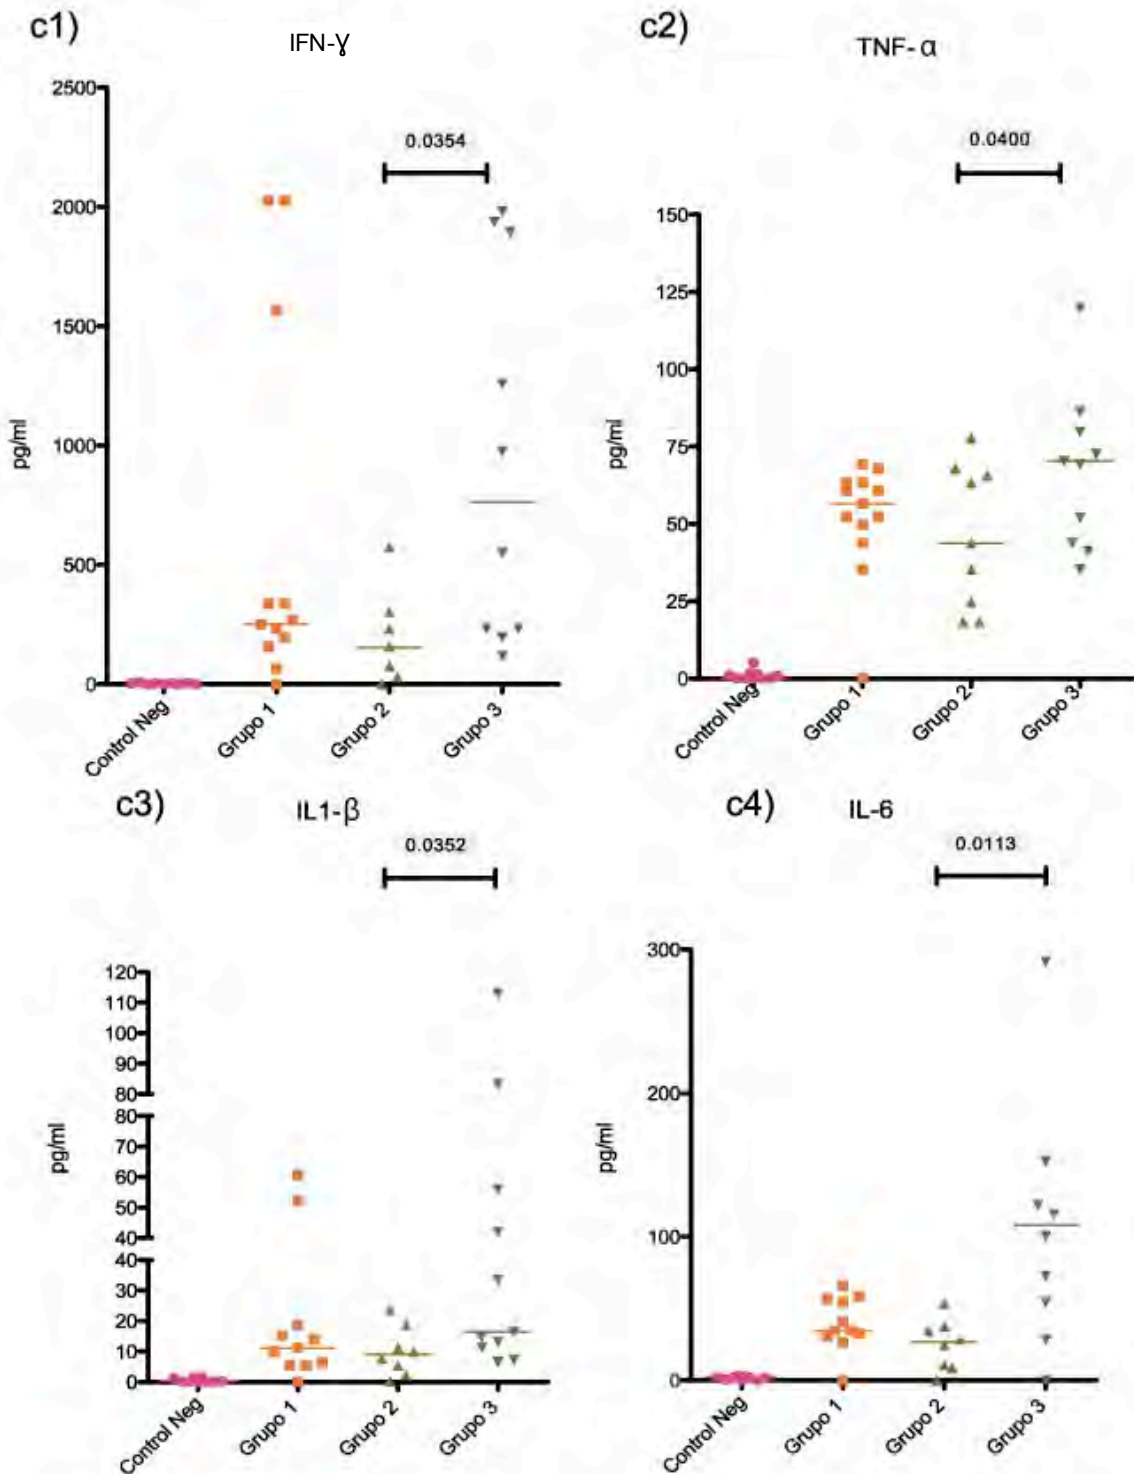 c1)
IFN-γ
2500
2000
1500
1000
500
0
pg/ml
0.0354
Control Neg
Grupo 1
Grupo 2
Grupo 3
c2)
TNF- α
0.0400
150
125
100
75
50
25
0
pg/ml
Control Neg
Grupo 1
Grupo 2
Grupo 3
c3)
IL1-β
0.0352
120
110
100
90
80
80
70
60
50
40
40
30
20
10
0
pg/ml
Control Neg
Grupo 1
Grupo 2
Grupo 3
c4)
IL-6
0.0113
300
200
100
0
pg/ml
Control Neg
Grupo 1
Grupo 2
Grupo 3